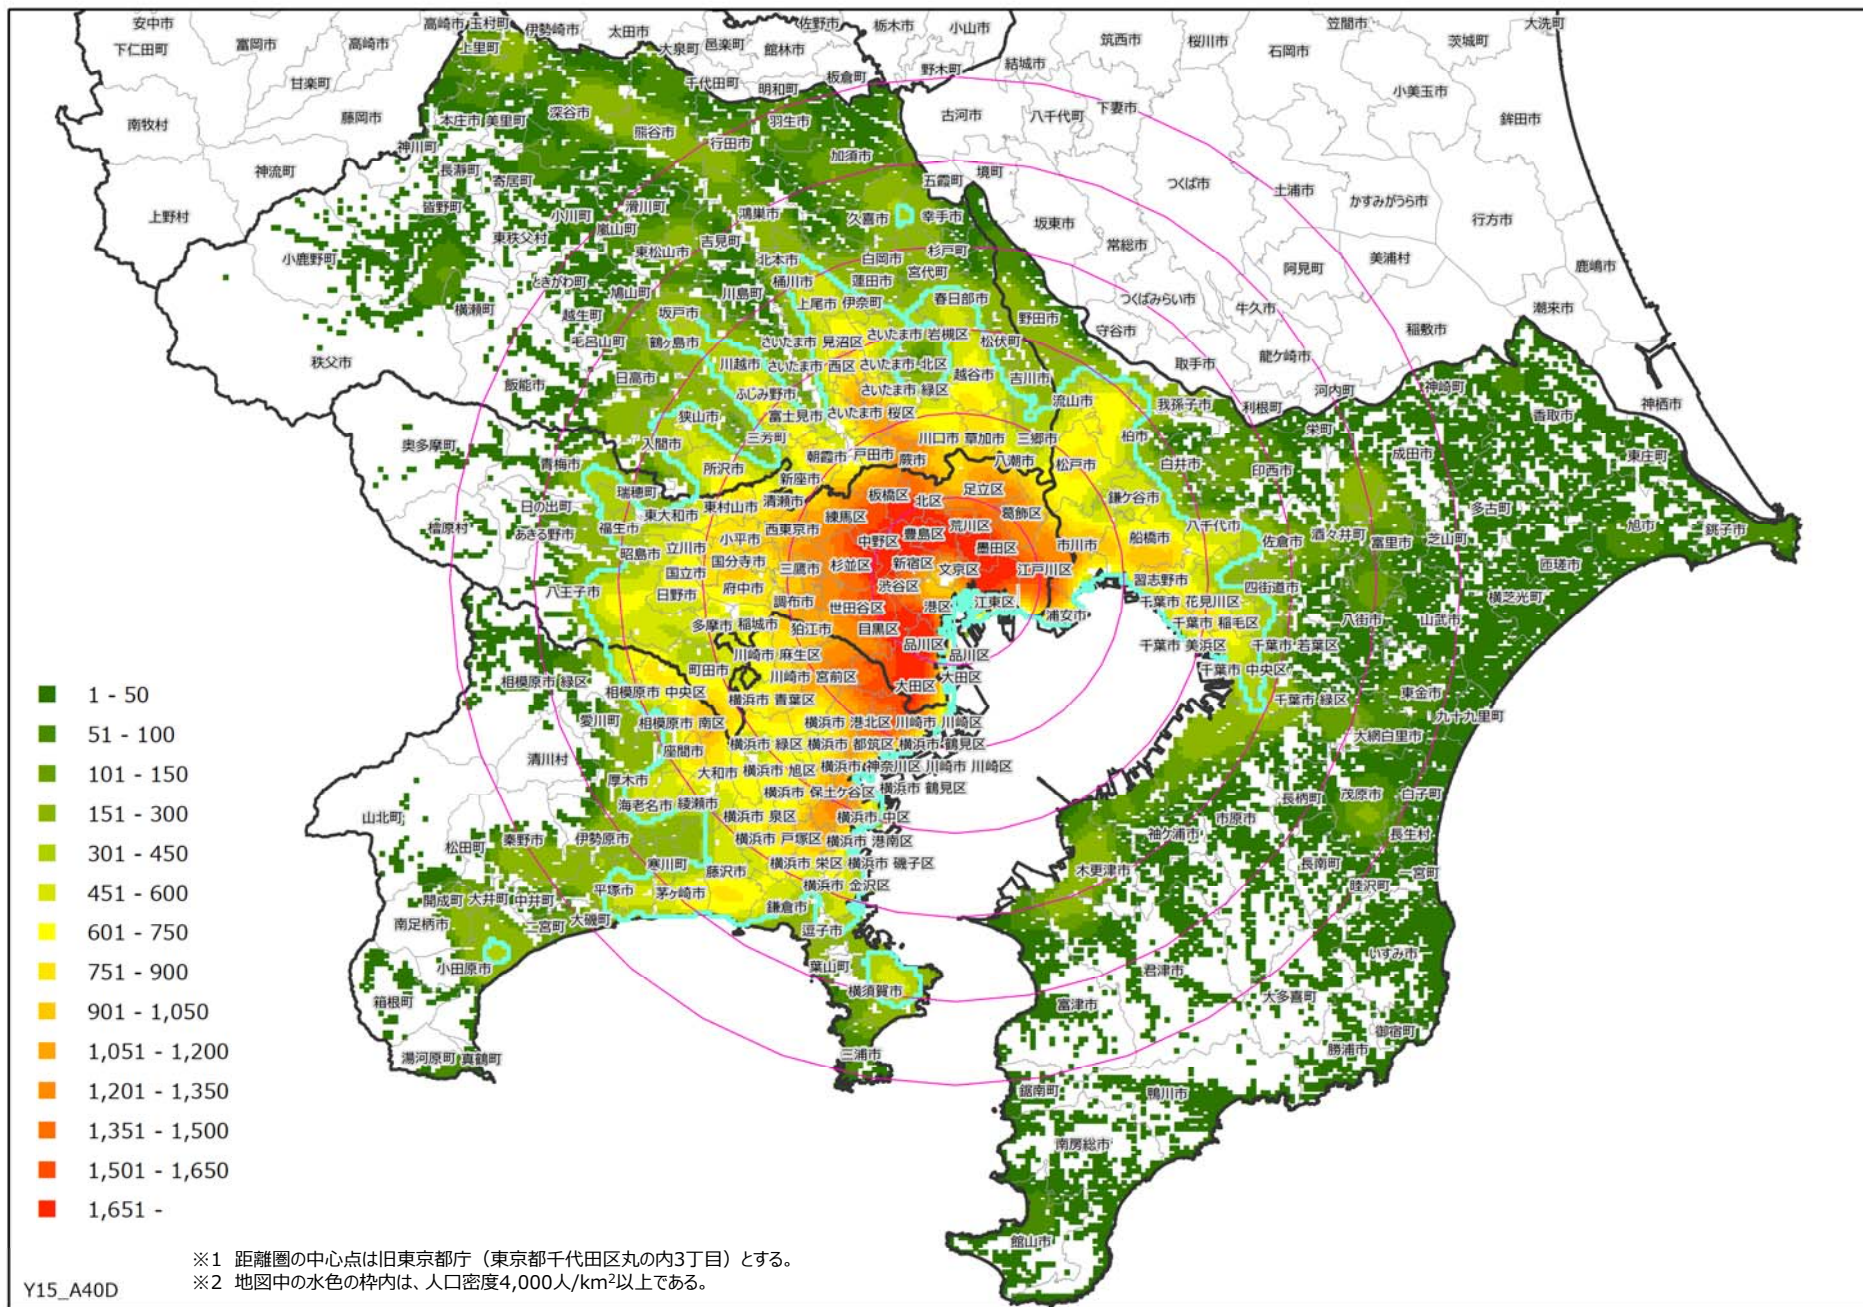 安中市
高崎市 玉村町
伊勢崎市
太田市
佐野市
栃木市
小山市
笠間市
大洗町
下仁田町
富岡市
高崎市
上里町
大泉町
邑楽町
館林市
筑西市
桜川市
石岡市
茨城町
甘楽町
千代田町
明和町
板倉町
野木町
結城市
小美玉市
南牧村
藤岡市
本庄市
美里町
深谷市
熊谷市
行田市
羽生市
古河市
八千代町
下妻市
鉾田市
神川町
加須市
神流町
長瀞町
寄居町
五霞町
境町
つくば市
土浦市
かすみがうら市
上野村
皆野町
小川町
滑川町
鴻巣市
久喜市
幸手市
坂東市
行方市
東秩父村
嵐山町
吉見町
常総市
小鹿野町
東松山市
北本市
白岡市
杉戸町
阿見町
美浦村
鹿嶋市
ときがわ町
鳩山町
川島町
桶川市
蓮田市
宮代町
横瀬町
越生町
坂戸市
上尾市
伊奈町
春日部市
つくばみらい市
牛久市
潮来市
野田市
守谷市
稲敷市
毛呂山町
鶴ヶ島市
さいたま市 見沼区
さいたま市 岩槻区
松伏町
秩父市
川越市
さいたま市 西区
さいたま市 北区
取手市
龍ケ崎市
飯能市
日高市
越谷市
吉川市
ふじみ野市
さいたま市 緑区
流山市
我孫子市
利根町
河内町
神崎町
神栖市
狭山市
富士見市
さいたま市 桜区
香取市
奥多摩町
入間市
三芳町
川口市
草加市
三郷市
柏市
栄町
青梅市
所沢市
朝霞市
戸田市
蕨市
八潮市
松戸市
白井市
印西市
成田市
東庄町
新座市
瑞穂町
東村山市
清瀬市
板橋区
北区
足立区
鎌ケ谷市
日の出町
東大和市
練馬区
葛飾区
多古町
檜原村
あきる野市
福生市
西東京市
荒川区
八千代市
酒々井町
旭市
銚子市
昭島市
立川市
小平市
中野区
豊島区
墨田区
市川市
船橋市
佐倉市
富里市
芝山町
国立市
国分寺市
三鷹市
杉並区
新宿区
文京区
江戸川区
匝瑳市
八王子市
日野市
府中市
渋谷区
習志野市
四街道市
横芝光町
調布市
世田谷区
港区
江東区
浦安市
千葉市 花見川区
多摩市
稲城市
狛江市
目黒区
千葉市 稲毛区
八街市
山武市
町田市
川崎市 麻生区
品川区
品川区
千葉市 美浜区
千葉市 若葉区
相模原市 緑区
相模原市 中央区
川崎市 宮前区
大田区
大田区
千葉市 中央区
横浜市 青葉区
千葉市 緑区
東金市
愛川町
相模原市 南区
横浜市 港北区
川崎市 川崎区
九十九里町
座間市
横浜市 緑区
横浜市 都筑区
横浜市 鶴見区
大網白里市
清川村
厚木市
大和市
横浜市 旭区
横浜市 神奈川区
川崎市 川崎区
海老名市
綾瀬市
横浜市 保土ケ谷区
横浜市 鶴見区
長柄町
茂原市
白子町
山北町
横浜市 泉区
横浜市 中区
市原市
松田町
秦野市
伊勢原市
横浜市 戸塚区
横浜市 港南区
袖ケ浦市
長生村
寒川町
藤沢市
横浜市 栄区
横浜市 磯子区
木更津市
長南町
一宮町
開成町
大井町
中井町
平塚市
茅ケ崎市
横浜市 金沢区
睦沢町
南足柄市
二宮町
大磯町
鎌倉市
逗子市
いすみ市
小田原市
葉山町
君津市
箱根町
横須賀市
富津市
大多喜町
湯河原町
真鶴町
三浦市
御宿町
勝浦市
鋸南町
鴨川市
南房総市
館山市
1 - 50
51 - 100
101 - 150
151 - 300
301 - 450
451 - 600
601 - 750
751 - 900
901 - 1,050
1,051 - 1,200
1,201 - 1,350
1,351 - 1,500
1,501 - 1,650
1,651 -
※1 距離圏の中心点は旧東京都庁（東京都千代田区丸の内3丁目）とする。
※2 地図中の水色の枠内は、人口密度4,000人/km²以上である。
Y15_A40D